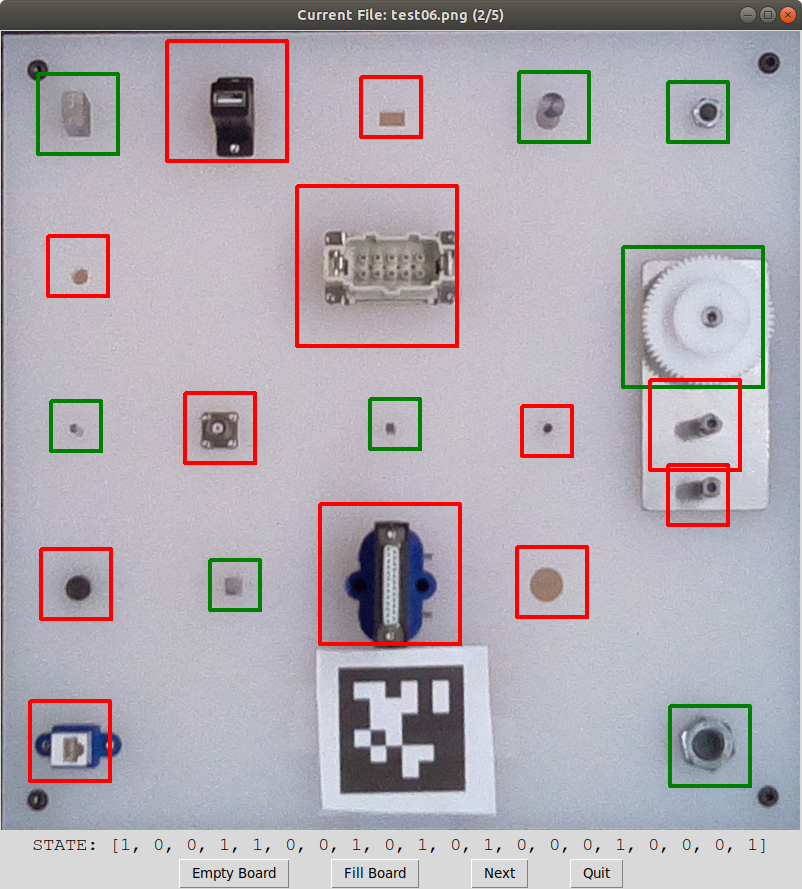 Current File: test06.png (2/5)
STATE: [1, 0, 0, 1, 1, 0, 0, 1, 0, 1, 0, 1, 0, 0, 0, 1, 0, 0, 0, 1]
Empty Board Fill Board Next Quit